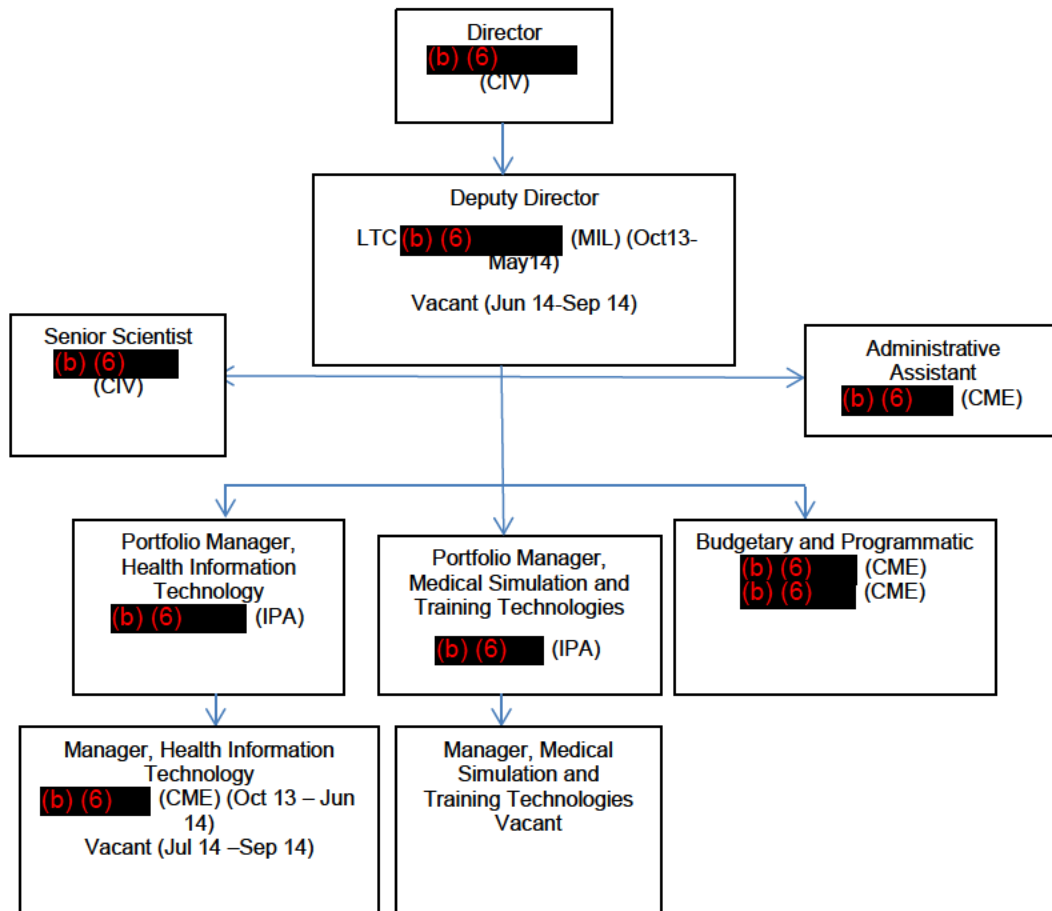 Director
(b) (6)
(CIV)
Deputy Director
LTC (b) (6) (MIL) (Oct13-
May14)
Vacant (Jun 14-Sep 14)
Senior Scientist
(b) (6)
(CIV)
Administrative
Assistant
(b) (6) (CME)
Portfolio Manager,
Health Information
Technology
(b) (6) (IPA)
Portfolio Manager,
Medical Simulation and
Training Technologies
(b) (6) (IPA)
Budgetary and Programmatic
(b) (6) (CME)
(b) (6) (CME)
Manager, Health Information
Technology
(b) (6) (CME) (Oct 13 – Jun
14)
Vacant (Jul 14 –Sep 14)
Manager, Medical
Simulation and
Training Technologies
Vacant